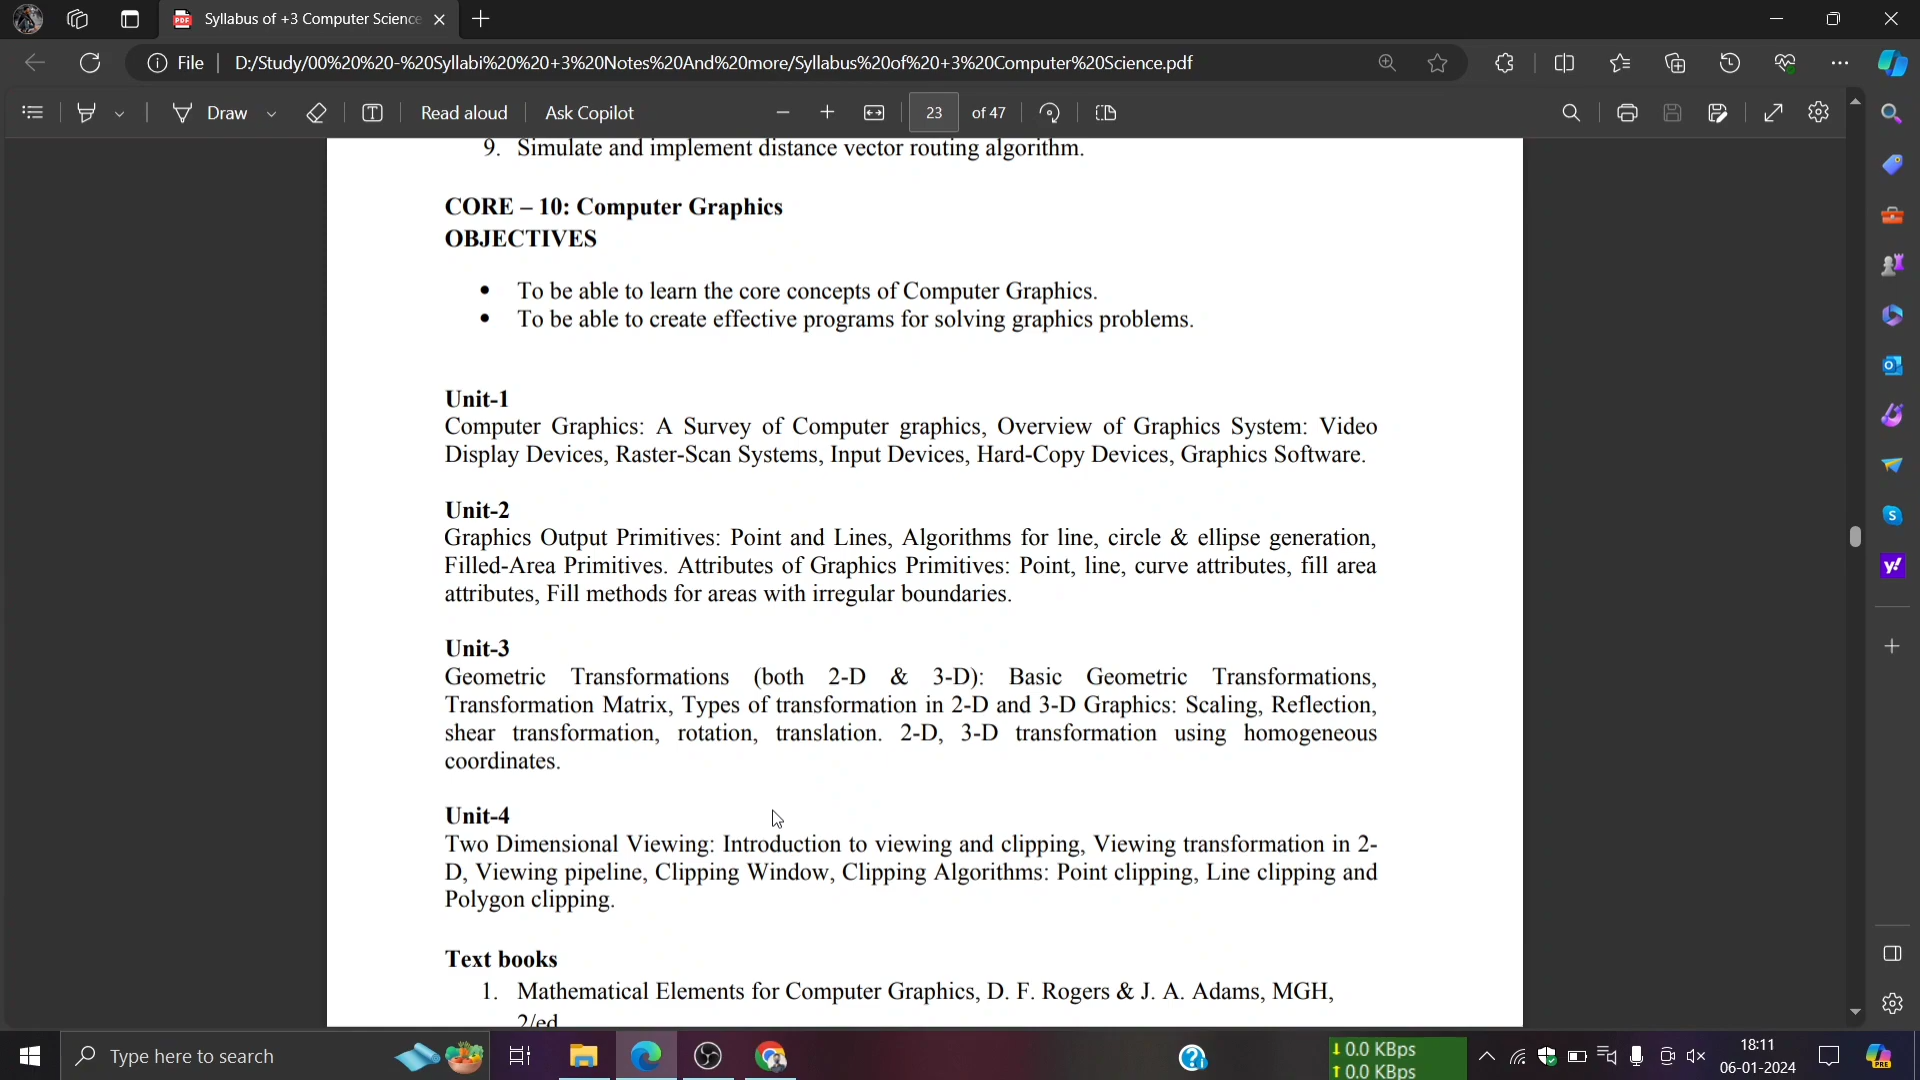 Syllabus of +3 Computer Science
File
D:/Study/00%20%20-%20Syllabi%20%20+3%20Notes%20And%20more/Syllabus%20of%20+3%20Computer%20Science.pdf
Draw
Read aloud
Ask Copilot
23
of 47
9. Simulate and implement distance vector routing algorithm.
CORE – 10: Computer Graphics
OBJECTIVES
• To be able to learn the core concepts of Computer Graphics.
• To be able to create effective programs for solving graphics problems.
Unit-1
Computer Graphics: A Survey of Computer graphics, Overview of Graphics System: Video
Display Devices, Raster-Scan Systems, Input Devices, Hard-Copy Devices, Graphics Software.
Unit-2
Graphics Output Primitives: Point and Lines, Algorithms for line, circle & ellipse generation,
Filled-Area Primitives. Attributes of Graphics Primitives: Point, line, curve attributes, fill area
attributes, Fill methods for areas with irregular boundaries.
Unit-3
Geometric Transformations (both 2-D & 3-D): Basic Geometric Transformations,
Transformation Matrix, Types of transformation in 2-D and 3-D Graphics: Scaling, Reflection,
shear transformation, rotation, translation. 2-D, 3-D transformation using homogeneous
coordinates.
Unit-4
Two Dimensional Viewing: Introduction to viewing and clipping, Viewing transformation in 2-
D, Viewing pipeline, Clipping Window, Clipping Algorithms: Point clipping, Line clipping and
Polygon clipping.
Text books
1. Mathematical Elements for Computer Graphics, D. F. Rogers & J. A. Adams, MGH,
2/ed
Type here to search
0.0 KBps
0.0 KBps
18:11
06-01-2024